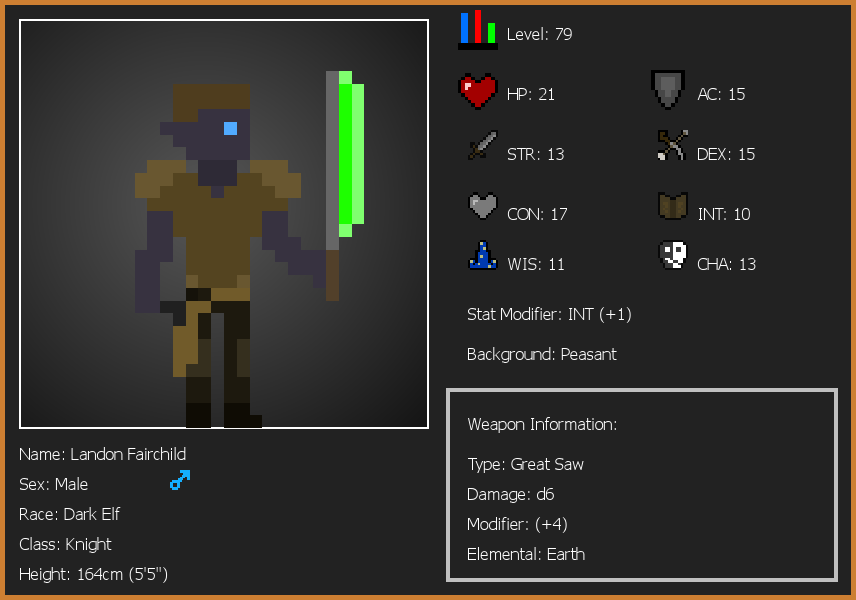 Level: 79
HP: 21
AC: 15
STR: 13
DEX: 15
CON: 17
INT: 10
WIS: 11
CHA: 13
Stat Modifier: INT (+1)
Background: Peasant
Weapon Information:
Type: Great Saw
Damage: d6
Modifier: (+4)
Elemental: Earth
Name: Landon Fairchild
Sex: Male
Race: Dark Elf
Class: Knight
Height: 164cm (5'5")